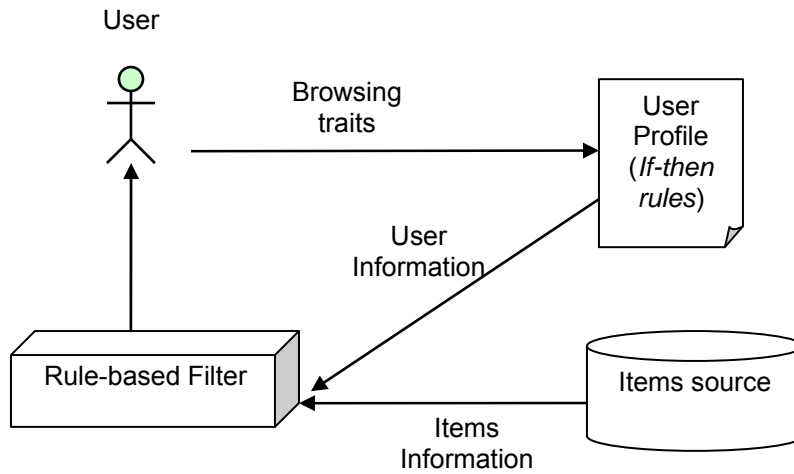 User
Browsing
traits
User
Profile
(If-then
rules)
User
Information
Rule-based Filter
Items source
Items
Information